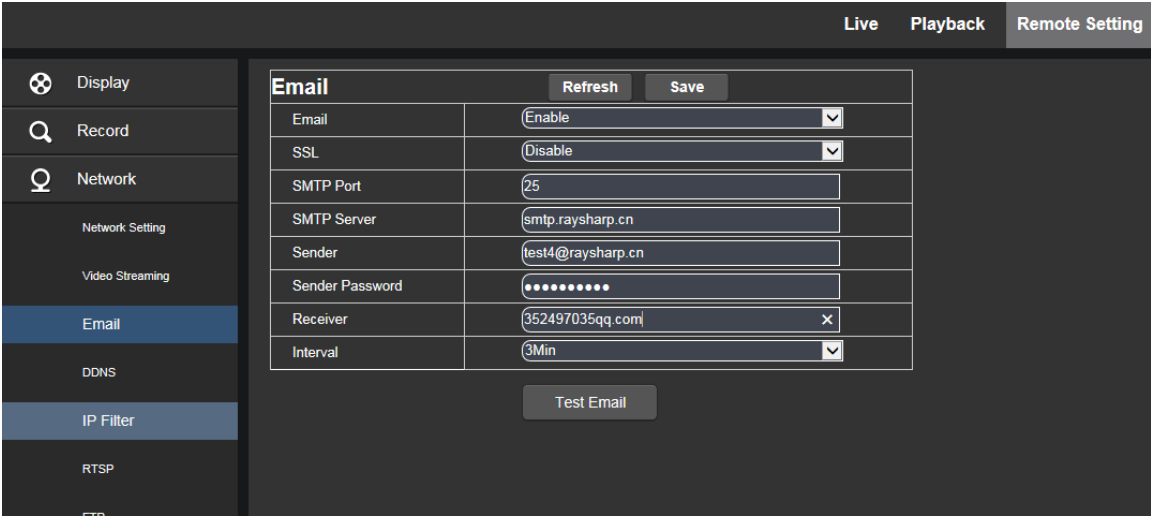 Live Playback Remote Setting
Display
Record
Network
Network Setting
Video Streaming
Email
DDNS
IP Filter
RTSP
FTP
Email Refresh Save
Email Enable
SSL Disable
SMTP Port 25
SMTP Server smtp.raysharp.cn
Sender test4@raysharp.cn
Sender Password ●●●●●●●●●●
Receiver 352497035qq.com
Interval 3Min
Test Email